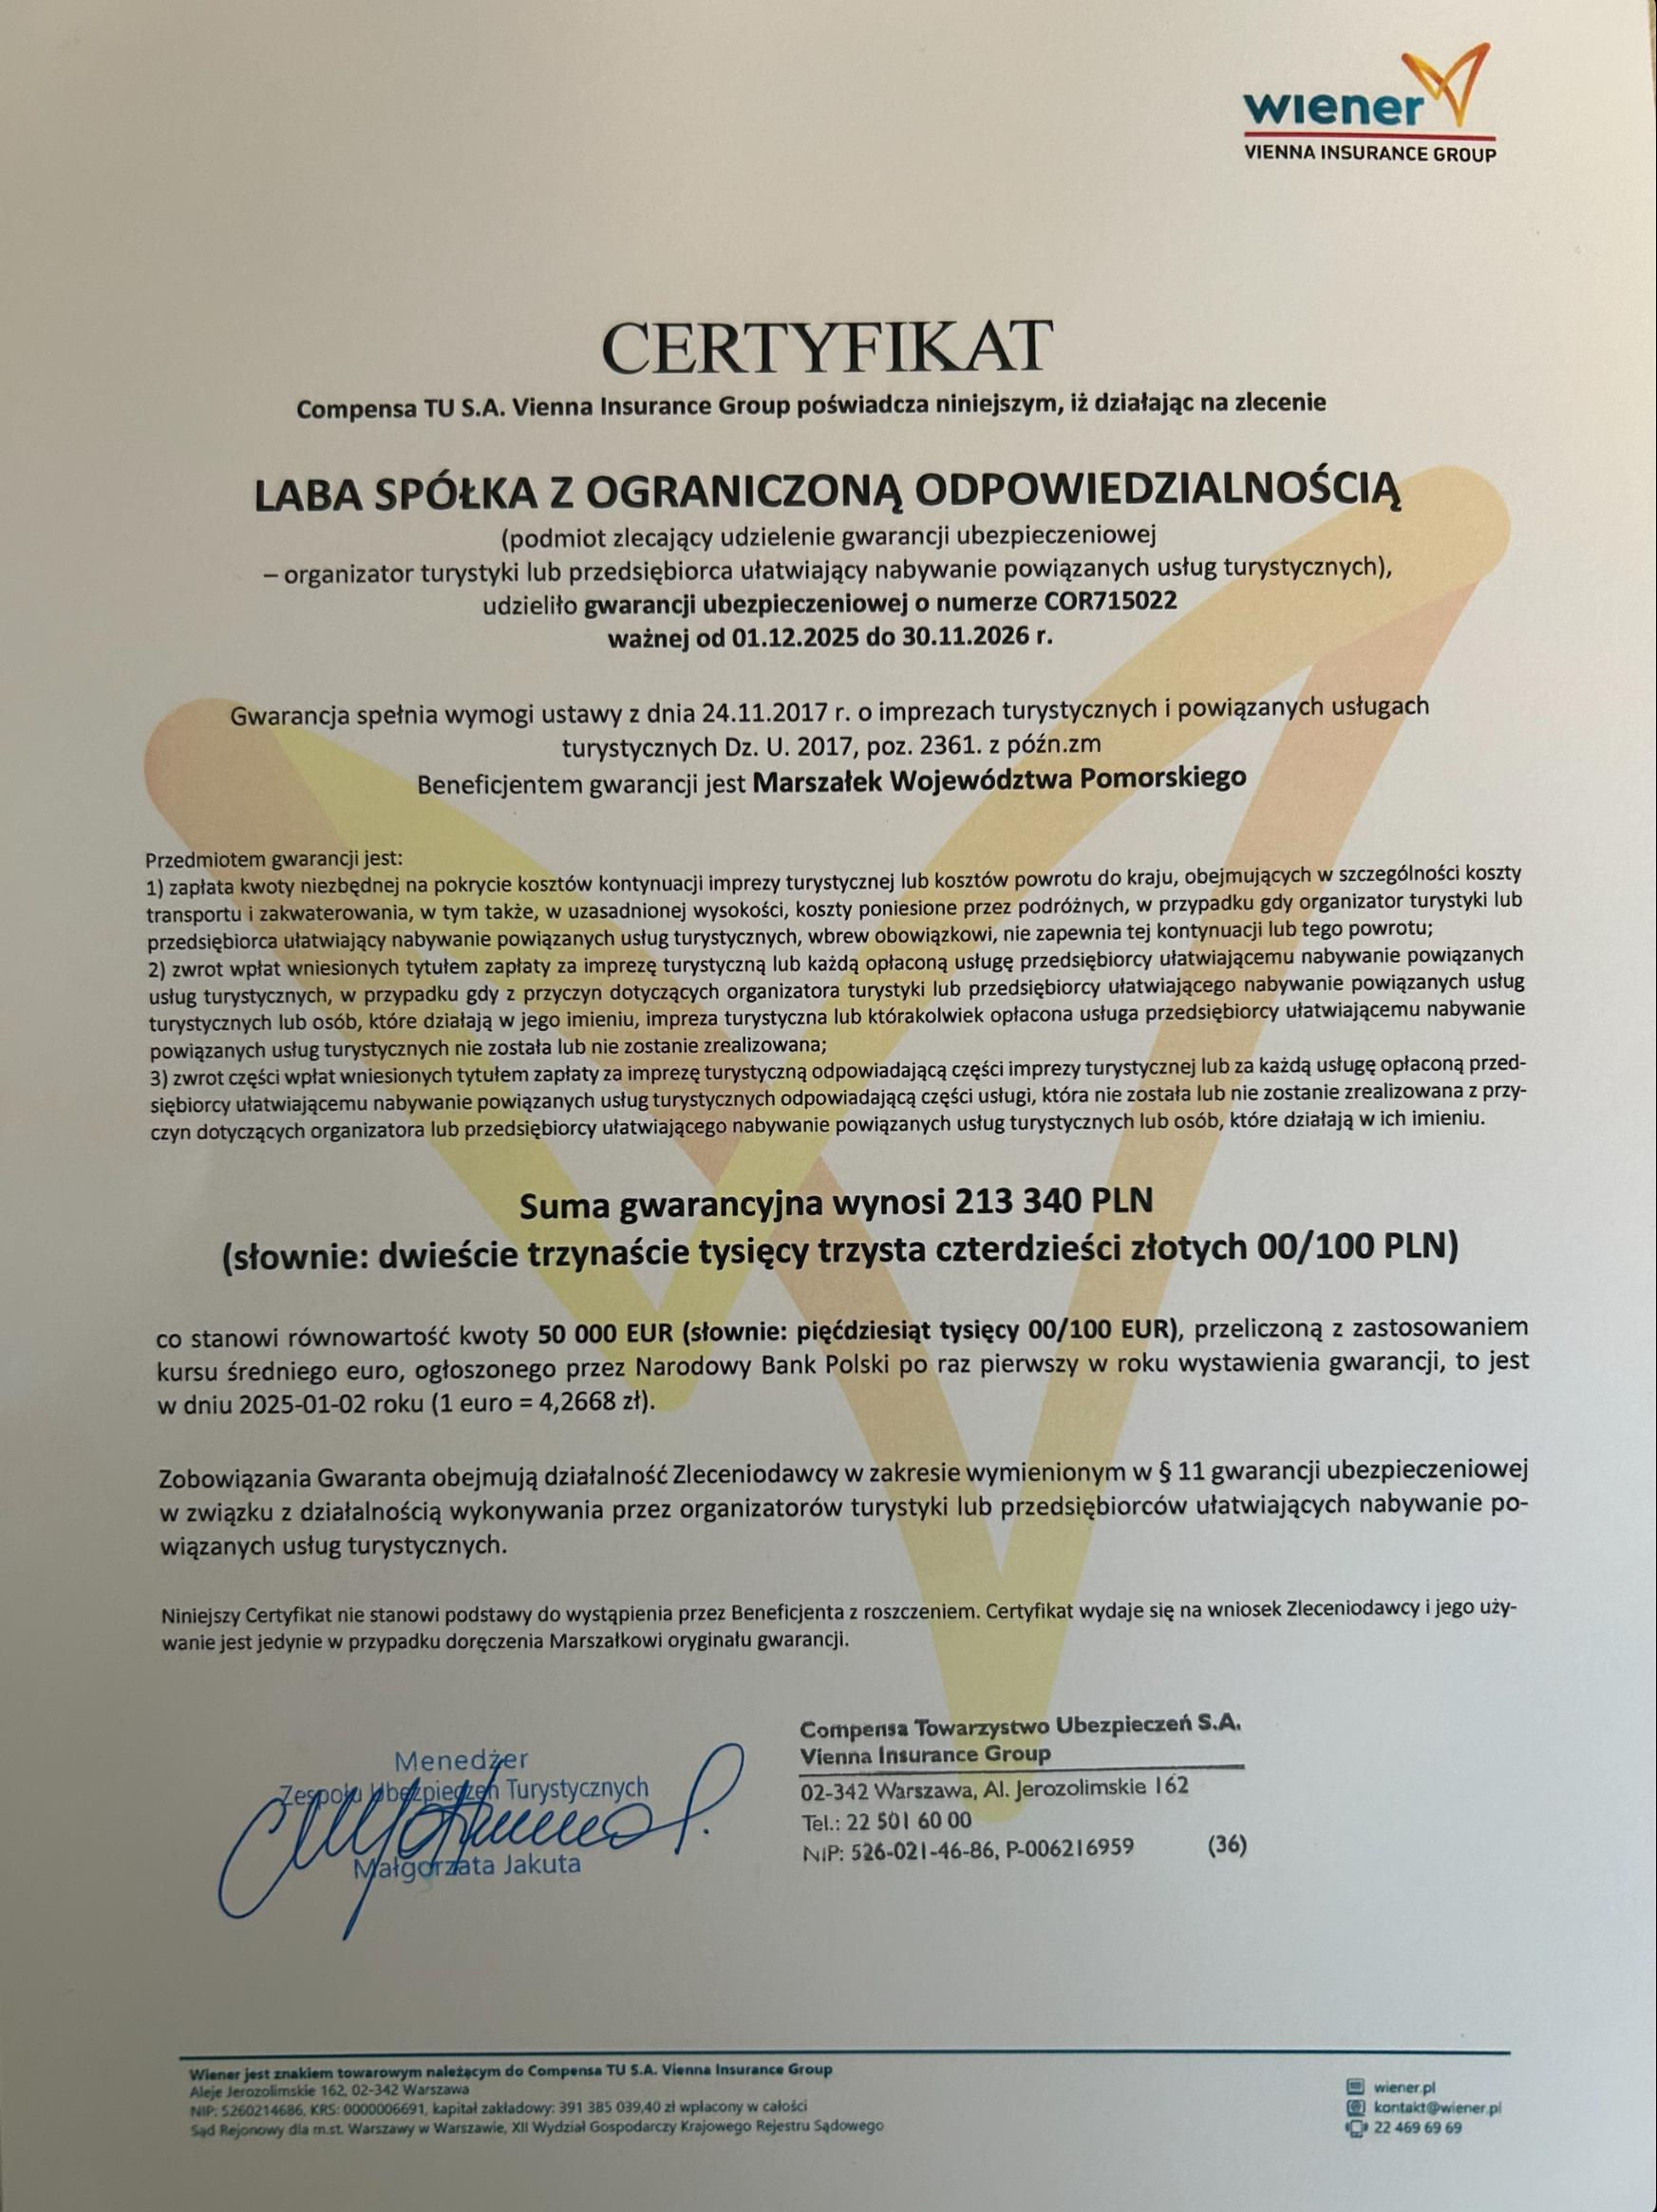 wiener
VIENNA INSURANCE GROUP
CERTYFIKAT
Compensa TU S.A. Vienna Insurance Group poświadcza niniejszym, iż działając na zlecenie
LABA SPÓŁKA Z OGRANICZONĄ ODPOWIEDZIALNOŚCIĄ
(podmiot zlecający udzielenie gwarancji ubezpieczeniowej
– organizator turystyki lub przedsiębiorca ułatwiający nabywanie powiązanych usług turystycznych),
udzieliło gwarancji ubezpieczeniowej o numerze COR715022
ważnej od 01.12.2025 do 30.11.2026 r.
Gwarancja spełnia wymogi ustawy z dnia 24.11.2017 r. o imprezach turystycznych i powiązanych usługach
turystycznych Dz. U. 2017, poz. 2361. z późn.zm
Beneficjentem gwarancji jest Marszałek Województwa Pomorskiego
Przedmiotem gwarancji jest:
1) zapłata kwoty niezbędnej na pokrycie kosztów kontynuacji imprezy turystycznej lub kosztów powrotu do kraju, obejmujących w szczególności koszty
transportu i zakwaterowania, w tym także, w uzasadnionej wysokości, koszty poniesione przez podróżnych, w przypadku gdy organizator turystyki lub
przedsiębiorca ułatwiający nabywanie powiązanych usług turystycznych, wbrew obowiązkowi, nie zapewnia tej kontynuacji lub tego powrotu;
2) zwrot wpłat wniesionych tytułem zapłaty za imprezę turystyczną lub każdą opłaconą usługę przedsiębiorcy ułatwiającemu nabywanie powiązanych
usług turystycznych, w przypadku gdy z przyczyn dotyczących organizatora turystyki lub przedsiębiorcy ułatwiającego nabywanie powiązanych usług
turystycznych lub osób, które działają w jego imieniu, impreza turystyczna lub którakolwiek opłacona usługa przedsiębiorcy ułatwiającemu nabywanie
powiązanych usług turystycznych nie została lub nie zostanie zrealizowana;
3) zwrot części wpłat wniesionych tytułem zapłaty za imprezę turystyczną odpowiadającą części imprezy turystycznej lub za każdą usługę opłaconą przed-
siębiorcy ułatwiającemu nabywanie powiązanych usług turystycznych odpowiadającą części usługi, która nie została lub nie zostanie zrealizowana z przy-
czyn dotyczących organizatora lub przedsiębiorcy ułatwiającego nabywanie powiązanych usług turystycznych lub osób, które działają w ich imieniu.
Suma gwarancyjna wynosi 213 340 PLN
(słownie: dwieście trzynaście tysięcy trzysta czterdzieści złotych 00/100 PLN)
co stanowi równowartość kwoty 50 000 EUR (słownie: pięćdziesiąt tysięcy 00/100 EUR), przeliczoną z zastosowaniem
kursu średniego euro, ogłoszonego przez Narodowy Bank Polski po raz pierwszy w roku wystawienia gwarancji, to jest
w dniu 2025-01-02 roku (1 euro = 4,2668 zł).
Zobowiązania Gwaranta obejmują działalność Zleceniodawcy w zakresie wymienionym w § 11 gwarancji ubezpieczeniowej
w związku z działalnością wykonywania przez organizatorów turystyki lub przedsiębiorców ułatwiających nabywanie po-
wiązanych usług turystycznych.
Niniejszy Certyfikat nie stanowi podstawy do wystąpienia przez Beneficjenta z roszczeniem. Certyfikat wydaje się na wniosek Zleceniodawcy i jego uży-
wanie jest jedynie w przypadku doręczenia Marszałkowi oryginału gwarancji.
Menedżer
Zespołu Ubezpieczeń Turystycznych
Małgorzata Jakuta
Compensa Towarzystwo Ubezpieczeń S.A.
Vienna Insurance Group
02-342 Warszawa, Al. Jerozolimskie 162
Tel.: 22 501 60 00
NIP: 526-021-46-86, P-006216959 (36)
Wiener jest znakiem towarowym należącym do Compensa TU S.A. Vienna Insurance Group
Aleje Jerozolimskie 162, 02-342 Warszawa
NIP: 5260214686, KRS: 0000006691, kapitał zakładowy: 391 385 039,40 zł wpłacony w całości
Sąd Rejonowy dla m.st. Warszawy w Warszawie, XII Wydział Gospodarczy Krajowego Rejestru Sądowego
wiener.pl
kontakt@wiener.pl
22 469 69 69